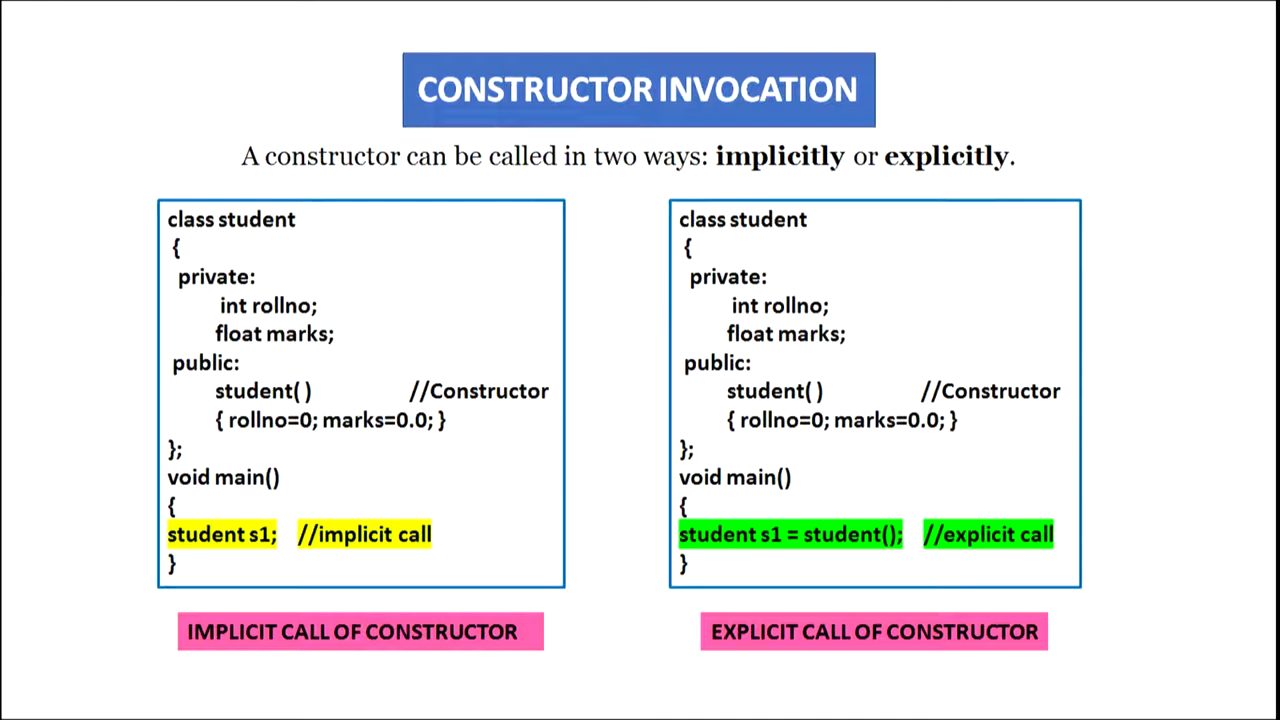 CONSTRUCTOR INVOCATION
A constructor can be called in two ways: implicitly or explicitly.
class student
{
private:
int rollno;
float marks;
public:
student( ) //Constructor
{ rollno=0; marks=0.0; }
};
void main()
{
student s1; //implicit call
}
IMPLICIT CALL OF CONSTRUCTOR
class student
{
private:
int rollno;
float marks;
public:
student( ) //Constructor
{ rollno=0; marks=0.0; }
};
void main()
{
student s1 = student(); //explicit call
}
EXPLICIT CALL OF CONSTRUCTOR